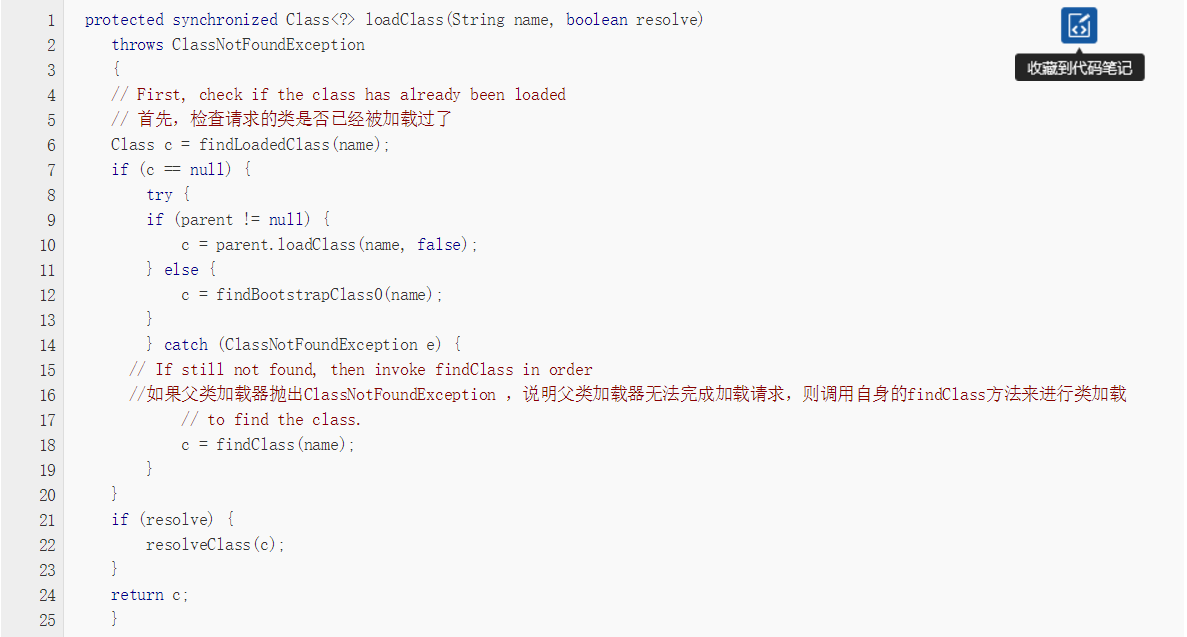 1 protected synchronized Class<?> loadClass(String name, boolean resolve)
2 throws ClassNotFoundException
3 {
4 // First, check if the class has already been loaded
5 // 首先，检查请求的类是否已经被加载过了
6 Class c = findLoadedClass(name);
7 if (c == null) {
8 try {
9 if (parent != null) {
10 c = parent.loadClass(name, false);
11 } else {
12 c = findBootstrapClass0(name);
13 }
14 } catch (ClassNotFoundException e) {
15 // If still not found, then invoke findClass in order
16 //如果父类加载器抛出ClassNotFoundException ，说明父类加载器无法完成加载请求，则调用自身的findClass方法来进行类加载
17 // to find the class.
18 c = findClass(name);
19 }
20 }
21 if (resolve) {
22 resolveClass(c);
23 }
24 return c;
25 }
收藏到代码笔记